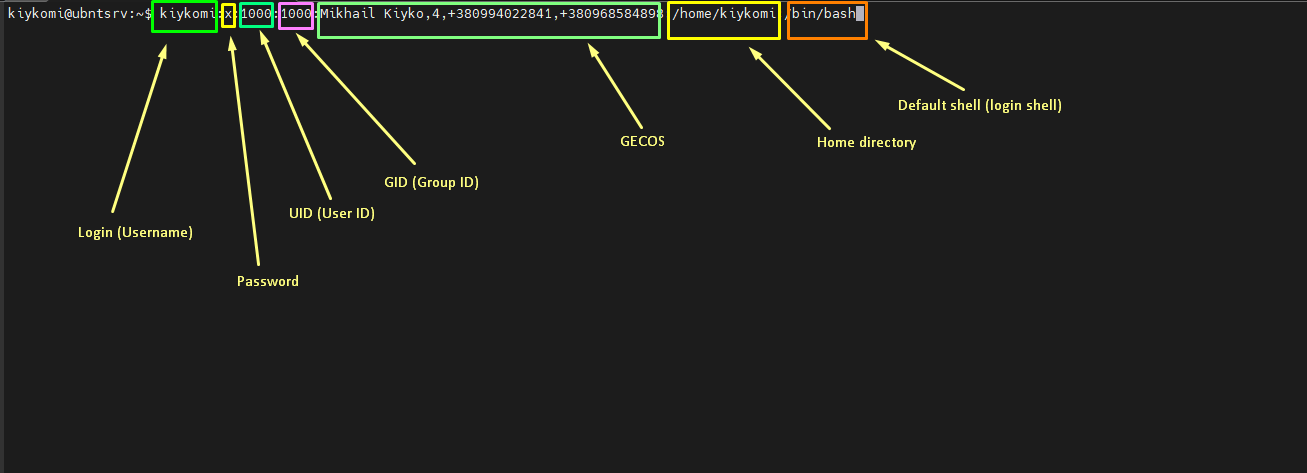 kiykomi@ubntsrv:~$ kiykomi:x:1000:1000:Mikhail Kiyko,4,+380994022841,+380968584898:/home/kiykomi:/bin/bash
Default shell (login shell)
GECOS
Home directory
GID (Group ID)
UID (User ID)
Login (Username)
Password